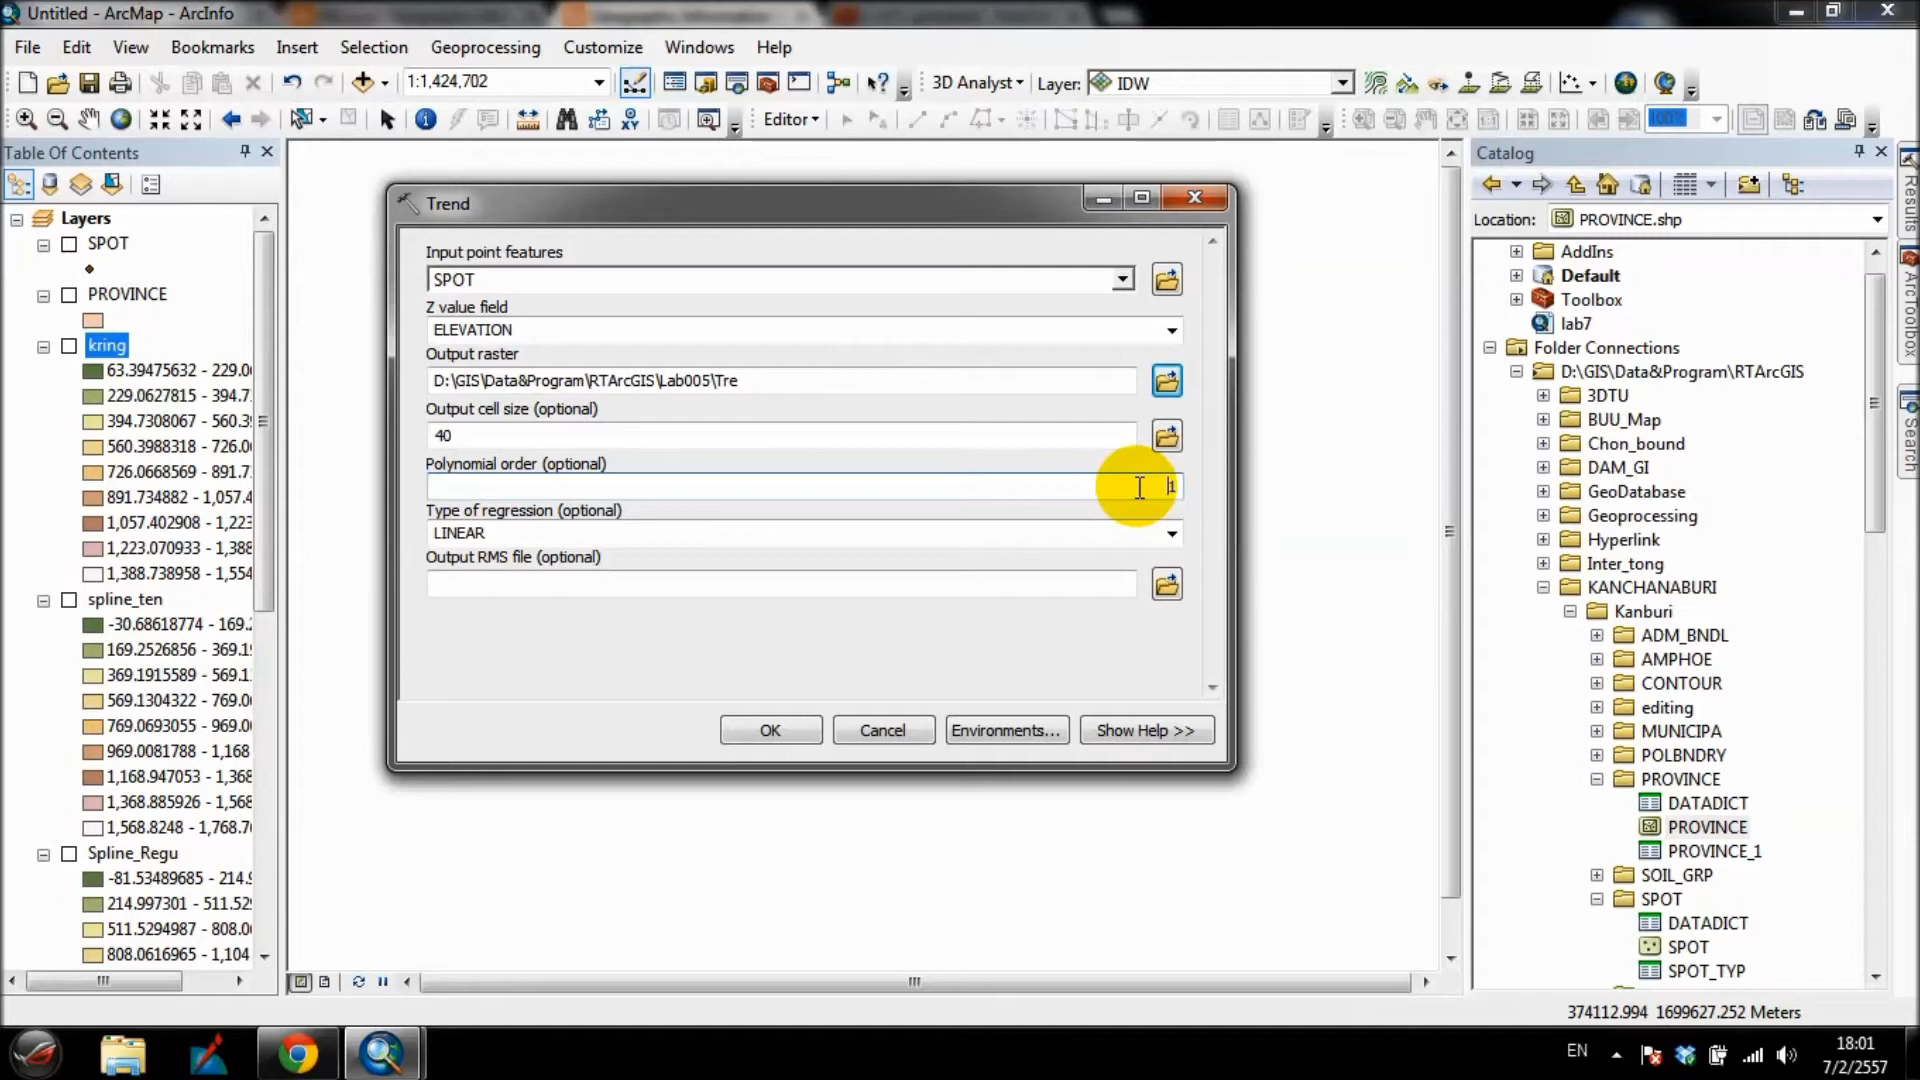 Untitled - ArcMap - ArcInfo
File Edit View Bookmarks Insert Selection Geoprocessing Customize Windows Help
1:1,424,702 3D Analyst Layer: IDW
Editor 100%
Table Of Contents
Layers
SPOT
PROVINCE
kring
63.39475632 - 229.0
229.0627815 - 394.7
394.7308067 - 560.3
560.3988318 - 726.0
726.0668569 - 891.7
891.734882 - 1,057.4
1,057.402908 - 1,223
1,223.070933 - 1,388
1,388.738958 - 1,554
spline_ten
-30.68618774 - 169.2
169.2526856 - 369.19
369.1915589 - 569.1
569.1304322 - 769.0
769.0693055 - 969.0
969.0081788 - 1,168
1,168.947053 - 1,368
1,368.885926 - 1,568
1,568.8248 - 1,768.7
Spline_Regu
-81.53489685 - 214.9
214.997301 - 511.52
511.5294987 - 808.0
808.0616965 - 1,104
Trend
Input point features
SPOT
Z value field
ELEVATION
Output raster
D:\GIS\Data&Program\RTArcGIS\Lab005\Tre
Output cell size (optional)
40
Polynomial order (optional)
1
Type of regression (optional)
LINEAR
Output RMS file (optional)
OK Cancel Environments... Show Help >>
Catalog
Location: PROVINCE.shp
AddIns
Default
Toolbox
lab7
Folder Connections
D:\GIS\Data&Program\RTArcGIS
3DTU
BUU_Map
Chon_bound
DAM_GI
GeoDatabase
Geoprocessing
Hyperlink
Inter_tong
KANCHANABURI
Kanburi
ADM_BNDL
AMPHOE
CONTOUR
editing
MUNICIPA
POLBNDRY
PROVINCE
DATADICT
PROVINCE
PROVINCE_1
SOIL_GRP
SPOT
DATADICT
SPOT
SPOT_TYP
Results
ArcToolbox
Search
374112.994 1699627.252 Meters
EN
18:01
7/2/2557